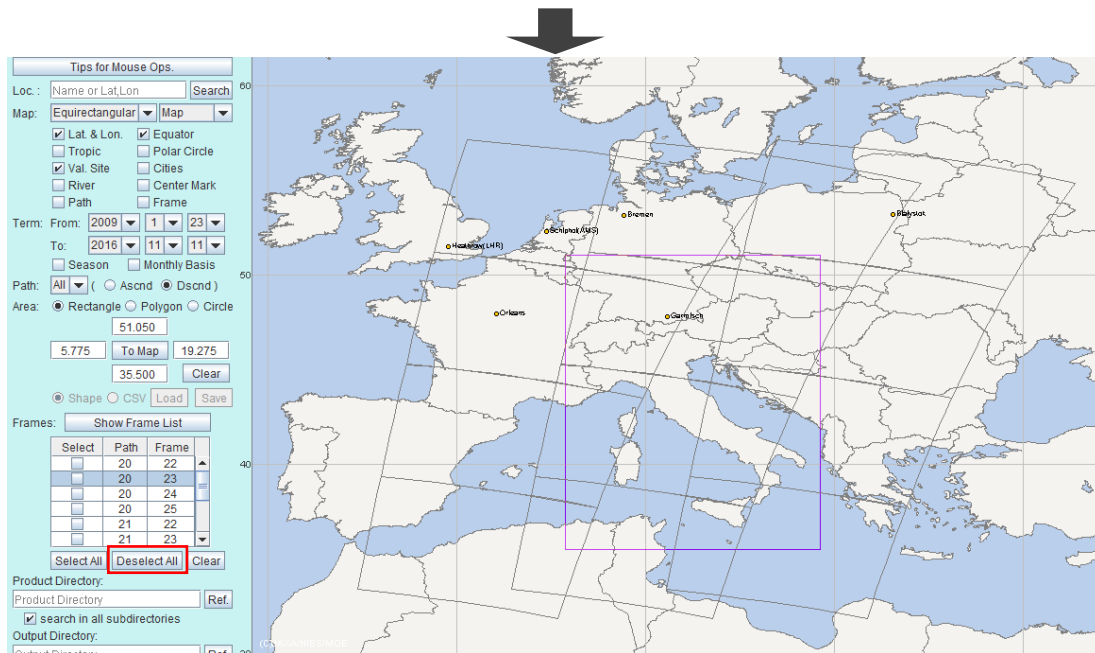 Tips for Mouse Ops.
Loc. : Name or Lat,Lon Search
Map: Equirectangular Map
Lat. & Lon. Equator
Tropic Polar Circle
Val. Site Cities
River Center Mark
Path Frame
Term: From: 2009 1 23
To: 2016 11 11
Season Monthly Basis
Path: All ( Ascnd Dscnd )
Area: Rectangle Polygon Circle
51.050
5.775 To Map 19.275
35.500 Clear
Shape CSV Load Save
Frames: Show Frame List
Select Path Frame
20 22
20 23
20 24
20 25
21 22
21 23
Select All Deselect All Clear
Product Directory:
Product Directory Ref.
search in all subdirectories
Output Directory:
Output Directory Ref.
60
50
40
Bremen
Bialystok
Schiphol(AMS)
Heathrow(LHR)
Orleans
Garmisch